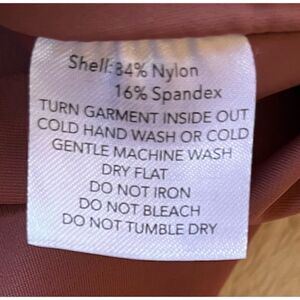 Shell: 84% Nylon
16% Spandex
TURN GARMENT INSIDE OUT
COLD HAND WASH OR COLD
GENTLE MACHINE WASH
DRY FLAT
DO NOT IRON
DO NOT BLEACH
DO NOT TUMBLE DRY